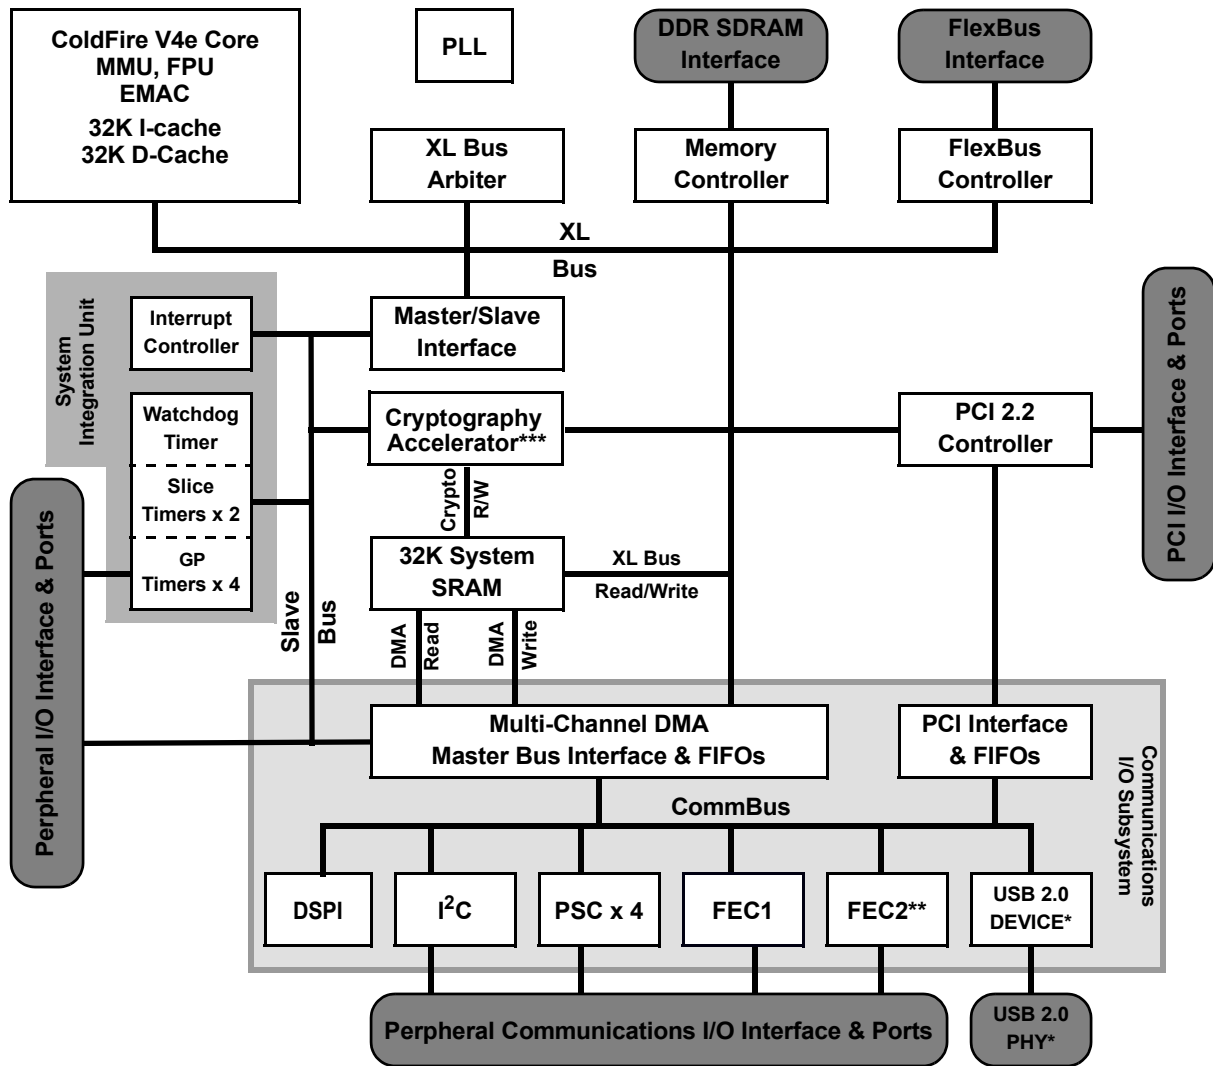 ColdFire V4e Core
MMU, FPU
EMAC
32K I-cache
32K D-Cache
PLL
DDR SDRAM
Interface
FlexBus
Interface
XL Bus
Arbiter
Memory
Controller
FlexBus
Controller
XL
Bus
System
Integration Unit
Interrupt
Controller
Master/Slave
Interface
PCI I/O Interface & Ports
Watchdog
Timer
Slice
Timers x 2
GP
Timers x 4
Cryptography
Accelerator***
PCI 2.2
Controller
Crypto
R/W
Perpheral I/O Interface & Ports
32K System
SRAM
XL Bus
Read/Write
Slave
Bus
DMA
Read
DMA
Write
Multi-Channel DMA
Master Bus Interface & FIFOs
PCI Interface
& FIFOs
Communications
I/O Subsystem
CommBus
DSPI
I2C
PSC x 4
FEC1
FEC2**
USB 2.0
DEVICE*
Perpheral Communications I/O Interface & Ports
USB 2.0
PHY*